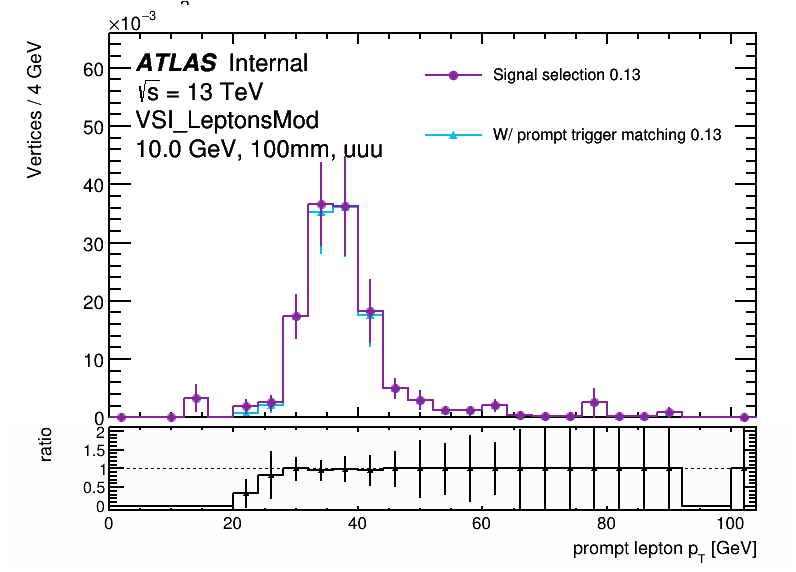 ×10⁻³
Vertices / 4 GeV
60
50
40
30
20
10
0
ATLAS Internal
√s = 13 TeV
VSI_LeptonsMod
10.0 GeV, 100mm, uuu
Signal selection 0.13
W/ prompt trigger matching 0.13
ratio
2
1.5
1
0.5
0
0 20 40 60 80 100
prompt lepton p_T [GeV]